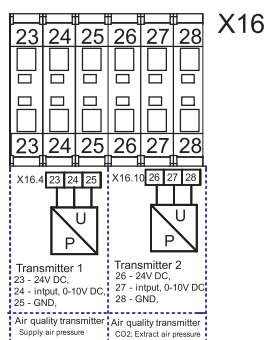 X16
23 24 25 26 27 28
23 24 25 26 27 28
X16.4 23 24 25
X16.10 26 27 28
U
P
U
P
Transmitter 1
23 - 24V DC,
24 - intput, 0-10V DC,
25 - GND,
Transmitter 2
26 - 24V DC,
27 - intput, 0-10V DC
28 - GND,
Air quality transmitter
Supply air pressure
Air quality transmitter
CO2; Extract air pressure